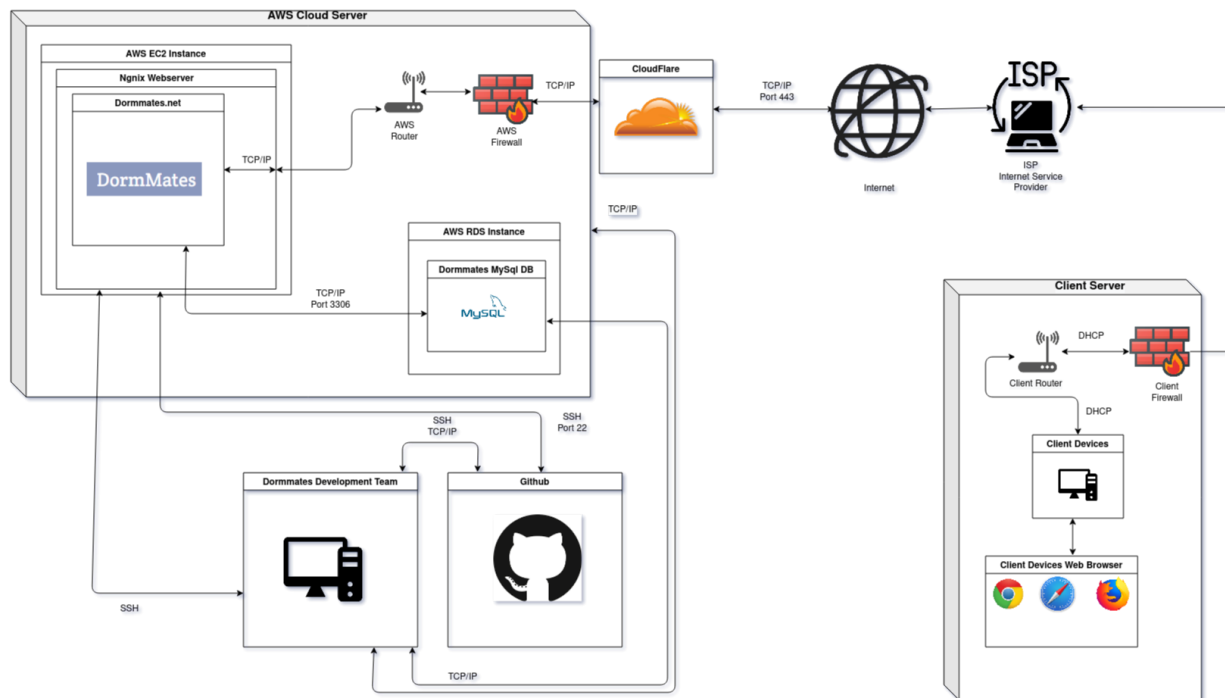 AWS Cloud Server
AWS EC2 Instance
Ngnix Webserver
Dormmates.net
DormMates
TCP/IP
AWS
Router
AWS
Firewall
TCP/IP
CloudFlare
TCP/IP
Port 443
Internet
ISP
ISP
Internet Service
Provider
TCP/IP
AWS RDS Instance
Dormmates MySql DB
MySQL
TCP/IP
Port 3306
Client Server
DHCP
Client Router
Client
Firewall
DHCP
Client Devices
Client Devices Web Browser
SSH
TCP/IP
SSH
Port 22
Dormmates Development Team
Github
SSH
TCP/IP